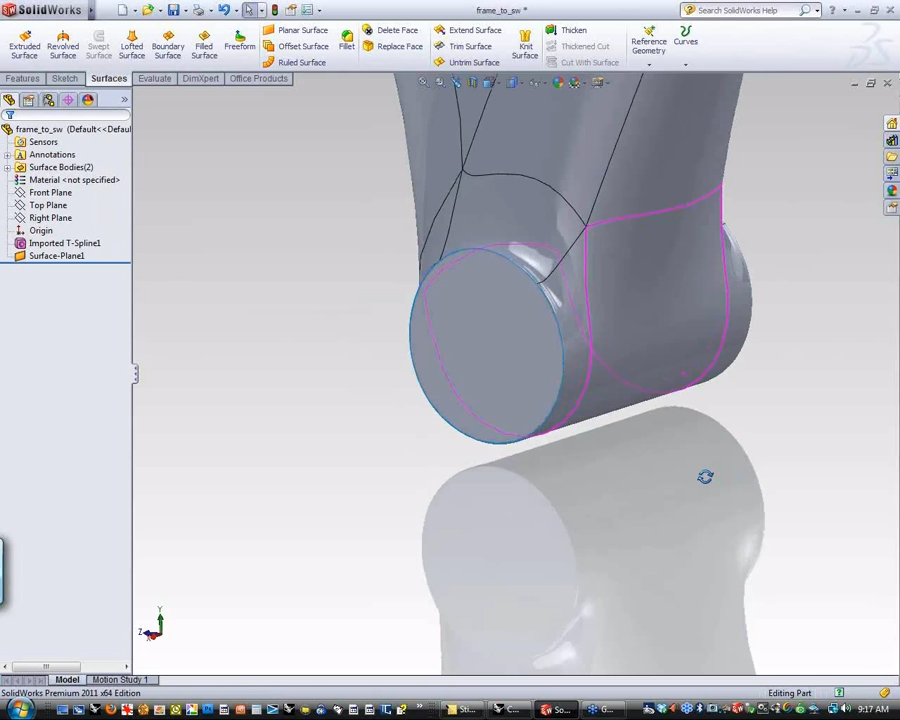 SolidWorks
frame_to_sw *
Search SolidWorks Help
Extruded Surface
Revolved Surface
Swept Surface
Lofted Surface
Boundary Surface
Filled Surface
Freeform
Planar Surface
Offset Surface
Ruled Surface
Fillet
Delete Face
Replace Face
Extend Surface
Trim Surface
Untrim Surface
Knit Surface
Thicken
Thickened Cut
Cut With Surface
Reference Geometry
Curves
Features
Sketch
Surfaces
Evaluate
DimXpert
Office Products
frame_to_sw (Default<<Defaul
Sensors
Annotations
Surface Bodies(2)
Material <not specified>
Front Plane
Top Plane
Right Plane
Origin
Imported T-Spline1
Surface-Plane1
Y
Z
X
Model
Motion Study 1
SolidWorks Premium 2011 x64 Edition
Editing Part
Sti...
C...
So...
G...
9:17 AM